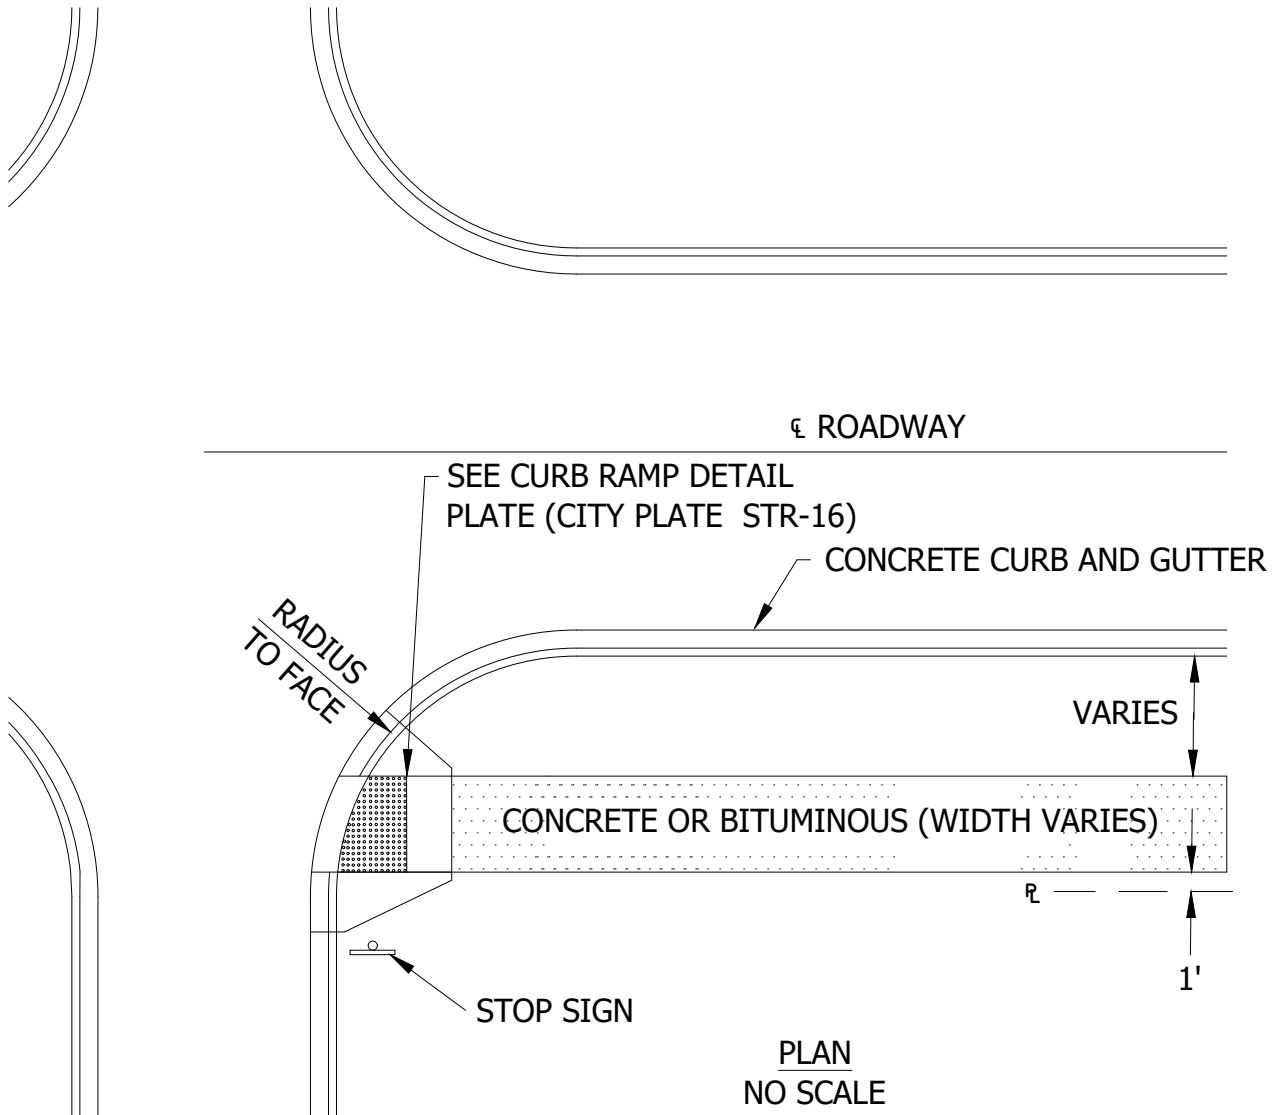 ℄ ROADWAY
SEE CURB RAMP DETAIL
PLATE (CITY PLATE STR-16)
CONCRETE CURB AND GUTTER
RADIUS
TO FACE
VARIES
CONCRETE OR BITUMINOUS (WIDTH VARIES)
PL
1'
STOP SIGN
PLAN
NO SCALE